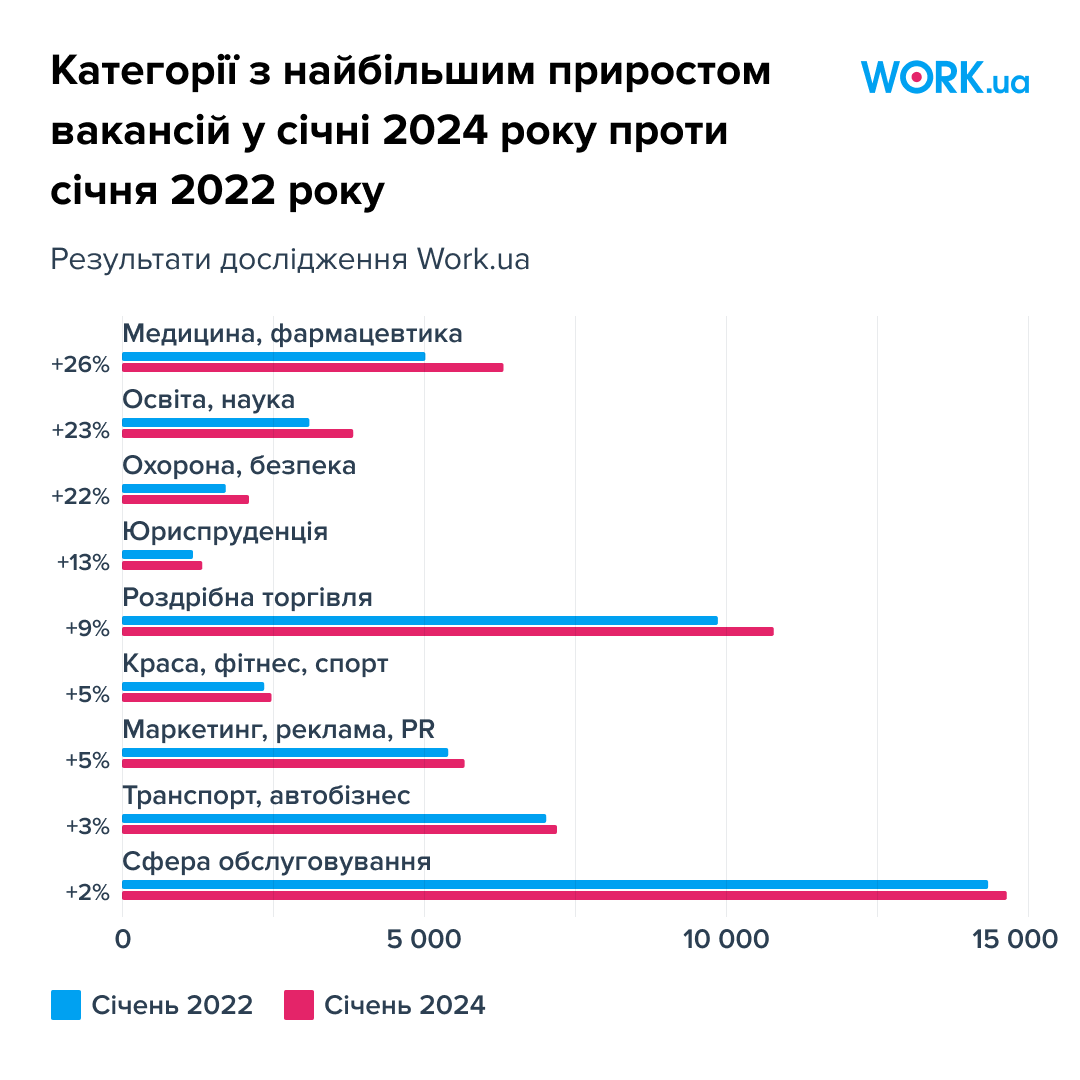 Категорії з найбільшим приростом
вакансій у січні 2024 року проти
січня 2022 року
WORK.ua
Результати дослідження Work.ua
Медицина, фармацевтика
+26%
Освіта, наука
+23%
Охорона, безпека
+22%
Юриспруденція
+13%
Роздрібна торгівля
+9%
Краса, фітнес, спорт
+5%
Маркетинг, реклама, PR
+5%
Транспорт, автобізнес
+3%
Сфера обслуговування
+2%
0 5 000 10 000 15 000
Січень 2022 Січень 2024